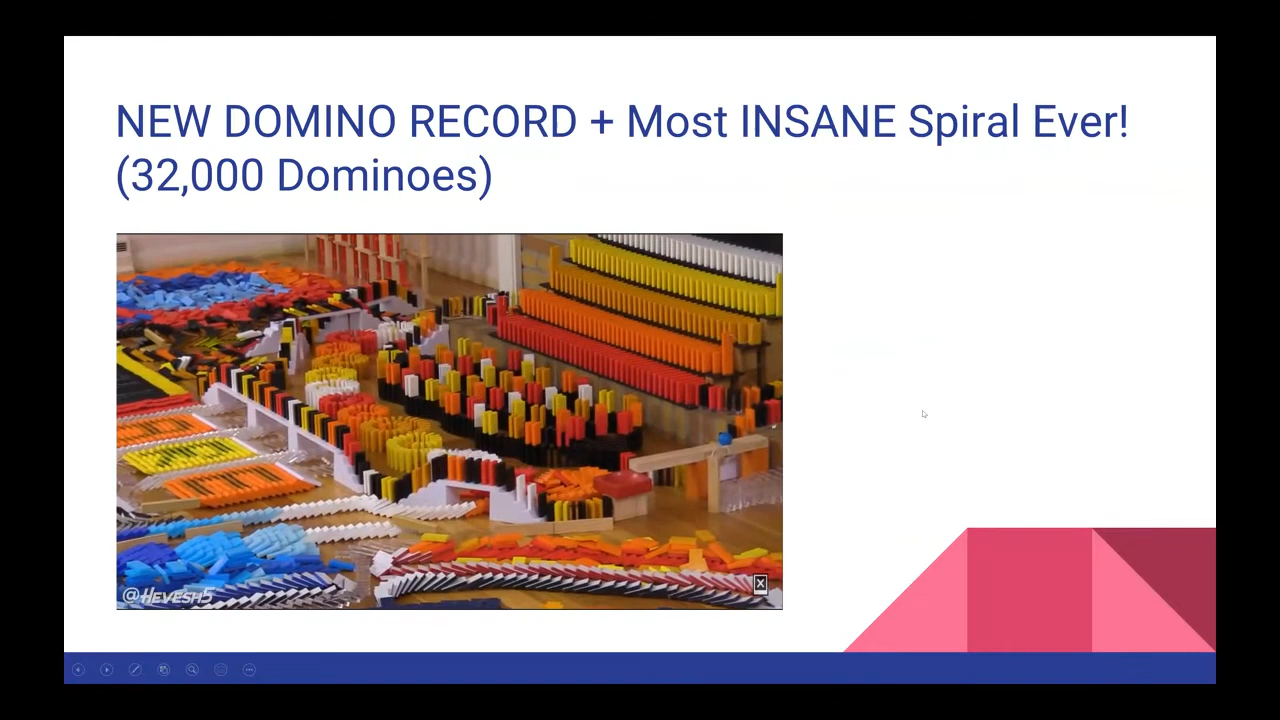 NEW DOMINO RECORD + Most INSANE Spiral Ever!
(32,000 Dominoes)
@HEVESH5